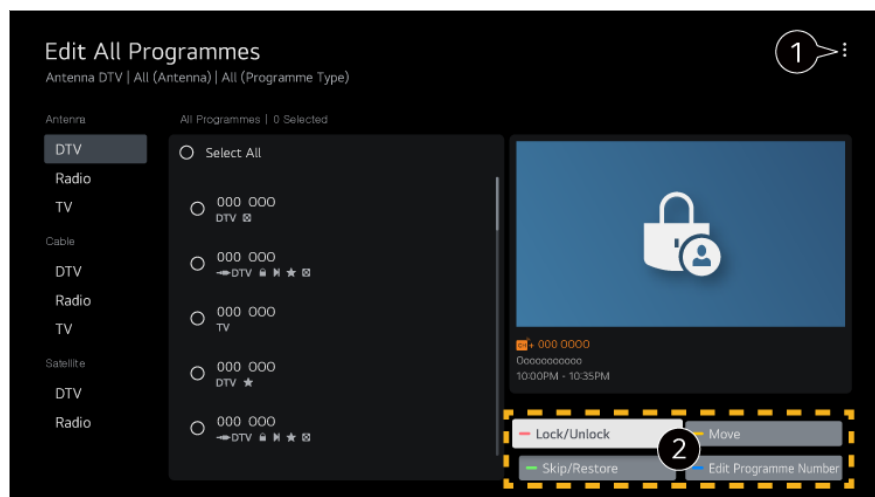 Edit All Programmes
1
Antenna DTV | All (Antenna) | All (Programme Type)
Antenna
DTV
Radio
TV
Cable
DTV
Radio
TV
Satellite
DTV
Radio
All Programmes | 0 Selected
Select All
000 000
DTV
000 000
DTV
000 000
TV
000 000
DTV
000 000
DTV
000 0000
Ooooooooooo
10:00PM - 10:35PM
Lock/Unlock
Move
2
Skip/Restore
Edit Programme Number